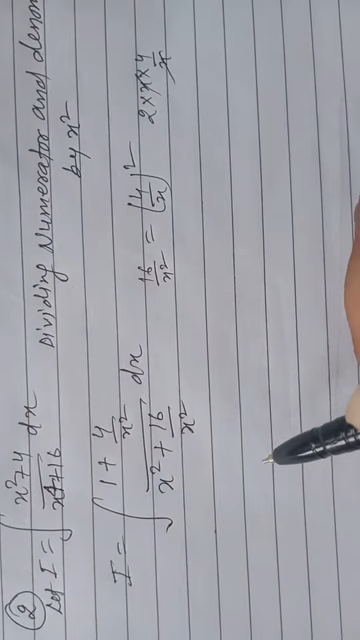 ② Let I = ∫ x²+4 / x⁴+16 dx Dividing Numerator and denom
by x²
I = ∫ 1 + 4/x² / x² + 16/x² dx 16/x² = (4/x)² 2×x×4/x